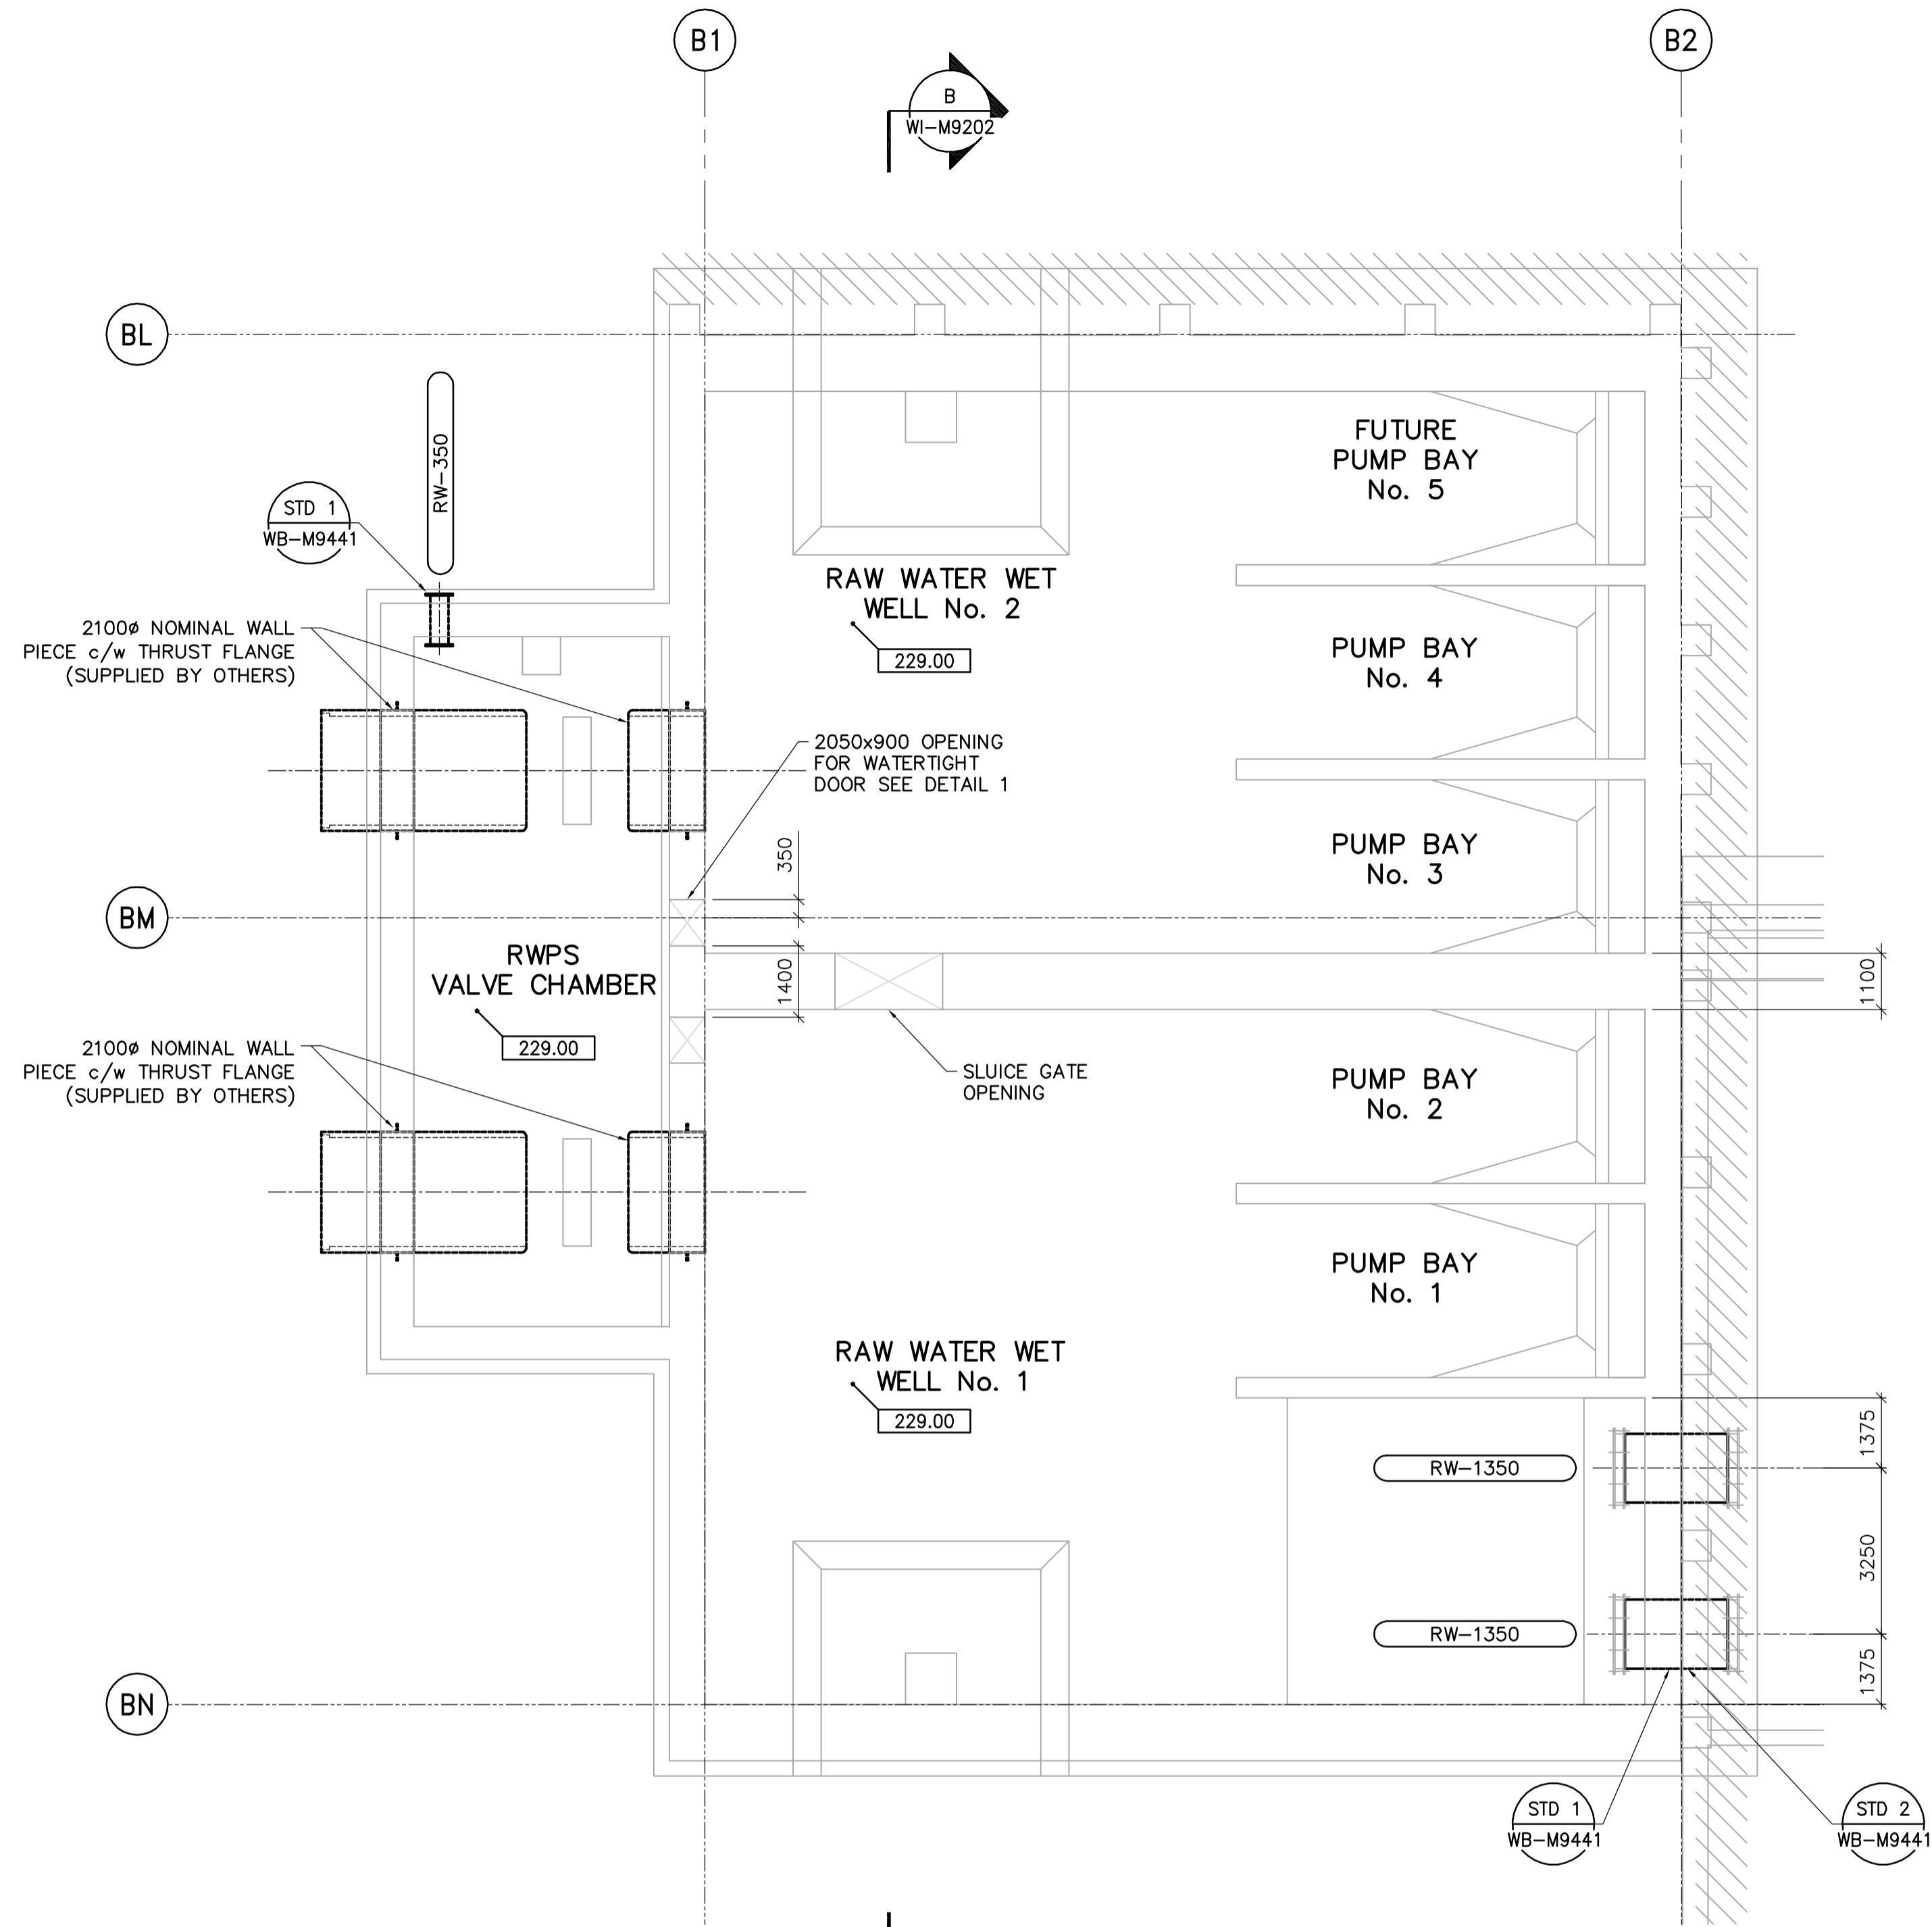 B1
B2
B
WI-M9202
BL
RW-350
STD 1
WB-M9441
FUTURE
PUMP BAY
No. 5
RAW WATER WET
WELL No. 2
229.00
2100ø NOMINAL WALL
PIECE c/w THRUST FLANGE
(SUPPLIED BY OTHERS)
PUMP BAY
No. 4
2050x900 OPENING
FOR WATERTIGHT
DOOR SEE DETAIL 1
350
PUMP BAY
No. 3
BM
RWPS
VALVE CHAMBER
229.00
1400
1100
2100ø NOMINAL WALL
PIECE c/w THRUST FLANGE
(SUPPLIED BY OTHERS)
SLUICE GATE
OPENING
PUMP BAY
No. 2
PUMP BAY
No. 1
RAW WATER WET
WELL No. 1
229.00
1375
RW-1350
3250
RW-1350
1375
BN
STD 1
WB-M9441
STD 2
WB-M9441